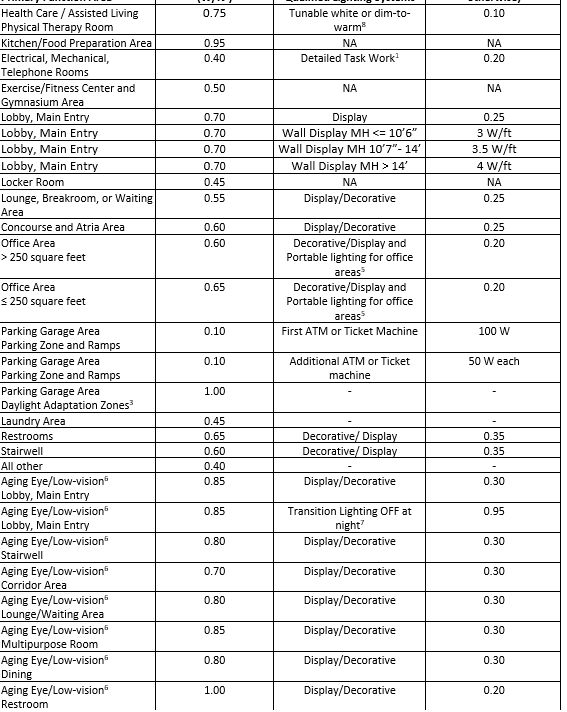 Primary Function Area (W/ft²) Qualified Lighting Systems Otherwise)
Health Care / Assisted Living 0.75 Tunable white or dim-to- 0.10
Physical Therapy Room warm⁸
Kitchen/Food Preparation Area 0.95 NA NA
Electrical, Mechanical, 0.40 Detailed Task Work¹ 0.20
Telephone Rooms
Exercise/Fitness Center and 0.50 NA NA
Gymnasium Area
Lobby, Main Entry 0.70 Display 0.25
Lobby, Main Entry 0.70 Wall Display MH <= 10’6” 3 W/ft
Lobby, Main Entry 0.70 Wall Display MH 10’7”- 14’ 3.5 W/ft
Lobby, Main Entry 0.70 Wall Display MH > 14’ 4 W/ft
Locker Room 0.45 NA NA
Lounge, Breakroom, or Waiting 0.55 Display/Decorative 0.25
Area
Concourse and Atria Area 0.60 Display/Decorative 0.25
Office Area 0.60 Decorative/Display and 0.20
> 250 square feet Portable lighting for office
areas⁵
Office Area 0.65 Decorative/Display and 0.20
≤ 250 square feet Portable lighting for office
areas⁵
Parking Garage Area 0.10 First ATM or Ticket Machine 100 W
Parking Zone and Ramps
Parking Garage Area 0.10 Additional ATM or Ticket 50 W each
Parking Zone and Ramps machine
Parking Garage Area 1.00 - -
Daylight Adaptation Zones³
Laundry Area 0.45 - -
Restrooms 0.65 Decorative/ Display 0.35
Stairwell 0.60 Decorative/ Display 0.35
All other 0.40 - -
Aging Eye/Low-vision⁶ 0.85 Display/Decorative 0.30
Lobby, Main Entry
Aging Eye/Low-vision⁶ 0.85 Transition Lighting OFF at 0.95
Lobby, Main Entry night⁷
Aging Eye/Low-vision⁶ 0.80 Display/Decorative 0.30
Stairwell
Aging Eye/Low-vision⁶ 0.70 Display/Decorative 0.30
Corridor Area
Aging Eye/Low-vision⁶ 0.80 Display/Decorative 0.30
Lounge/Waiting Area
Aging Eye/Low-vision⁶ 0.85 Display/Decorative 0.30
Multipurpose Room
Aging Eye/Low-vision⁶ 0.80 Display/Decorative 0.30
Dining
Aging Eye/Low-vision⁶ 1.00 Display/Decorative 0.20
Restroom